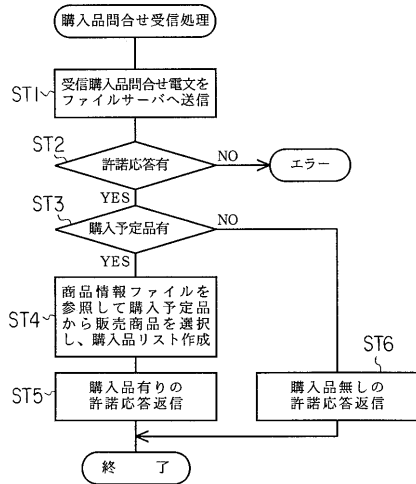 購入品問合せ受信処理
ST1
受信購入品問合せ電文を
ファイルサーバへ送信
ST2
許諾応答有
NO
エラー
YES
ST3
購入予定品有
NO
YES
ST4
商品情報ファイルを
参照して購入予定品
から販売商品を選択
し、購入品リスト作成
ST5
購入品有りの
許諾応答返信
ST6
購入品無しの
許諾応答返信
終 了